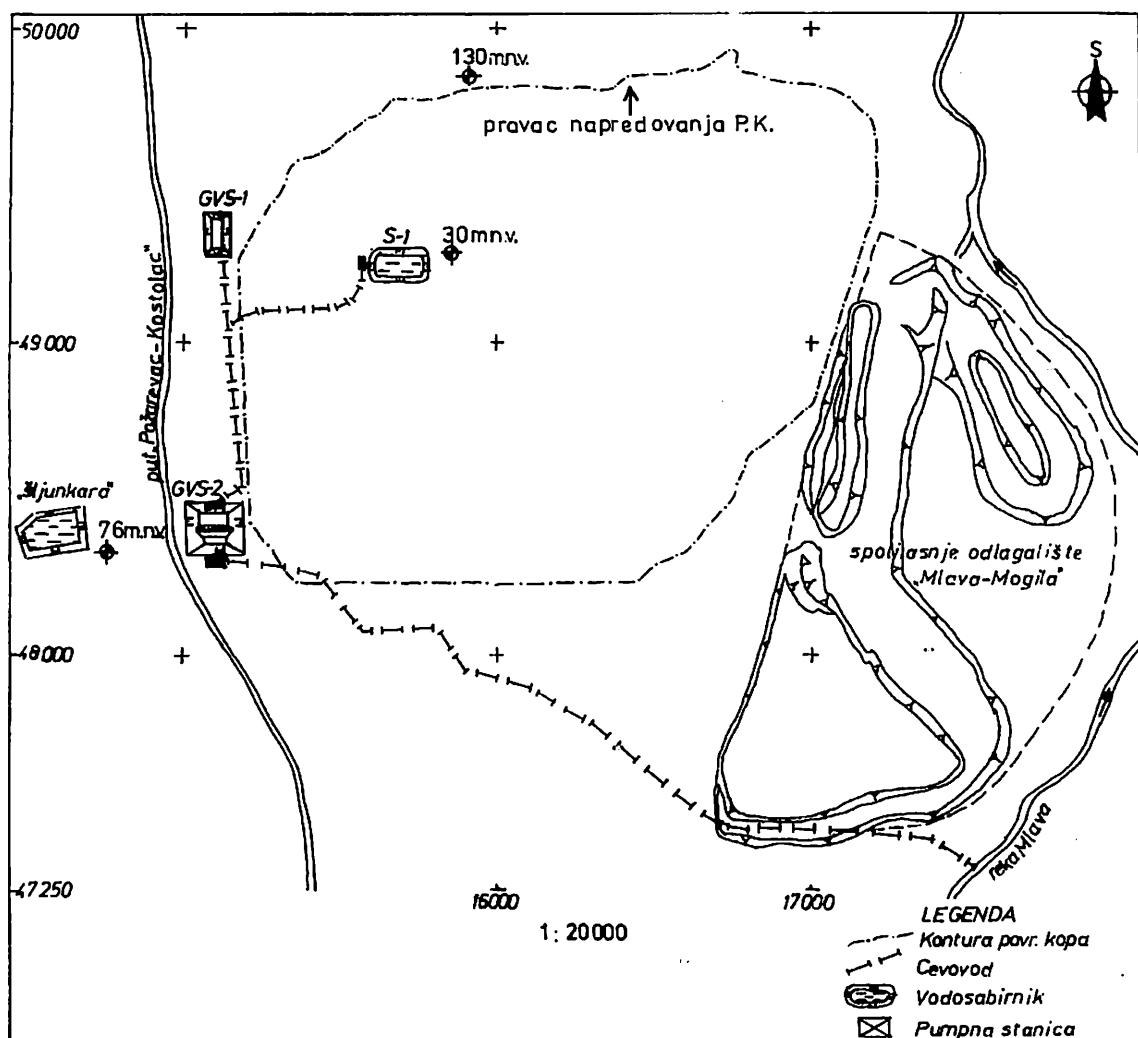 50000
130mnv.
S
pravac napredovanja P.K.
GVS-1
S-1
30mnv.
49000
put. Požarevac-Kostolac"
GVS-2
76mnv.
spoljašnje odlagalište
"Mlava-Mogila"
48000
reka Mlava
47250
16000
17000
1:20000
LEGENDA
Kontura povr. kopa
Cevovod
Vodosabirnik
Pumpna stanica